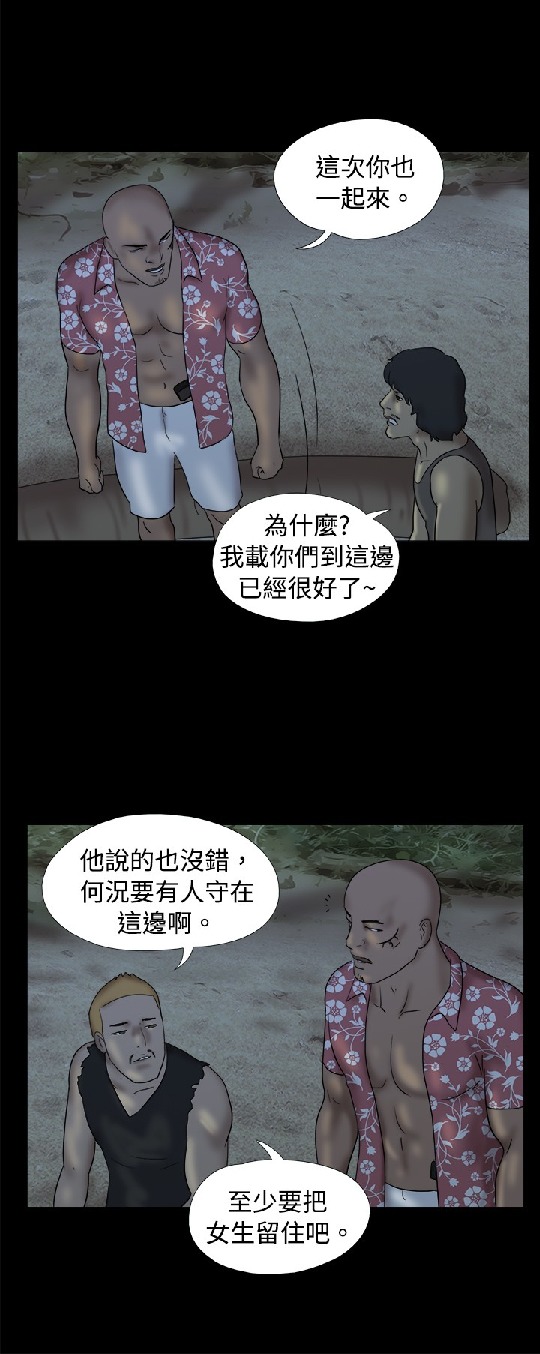 這次你也
一起來。
為什麼?
我載你們到這邊
已經很好了~
他說的也沒錯，
何況要有人守在
這邊啊。
至少要把
女生留住吧。